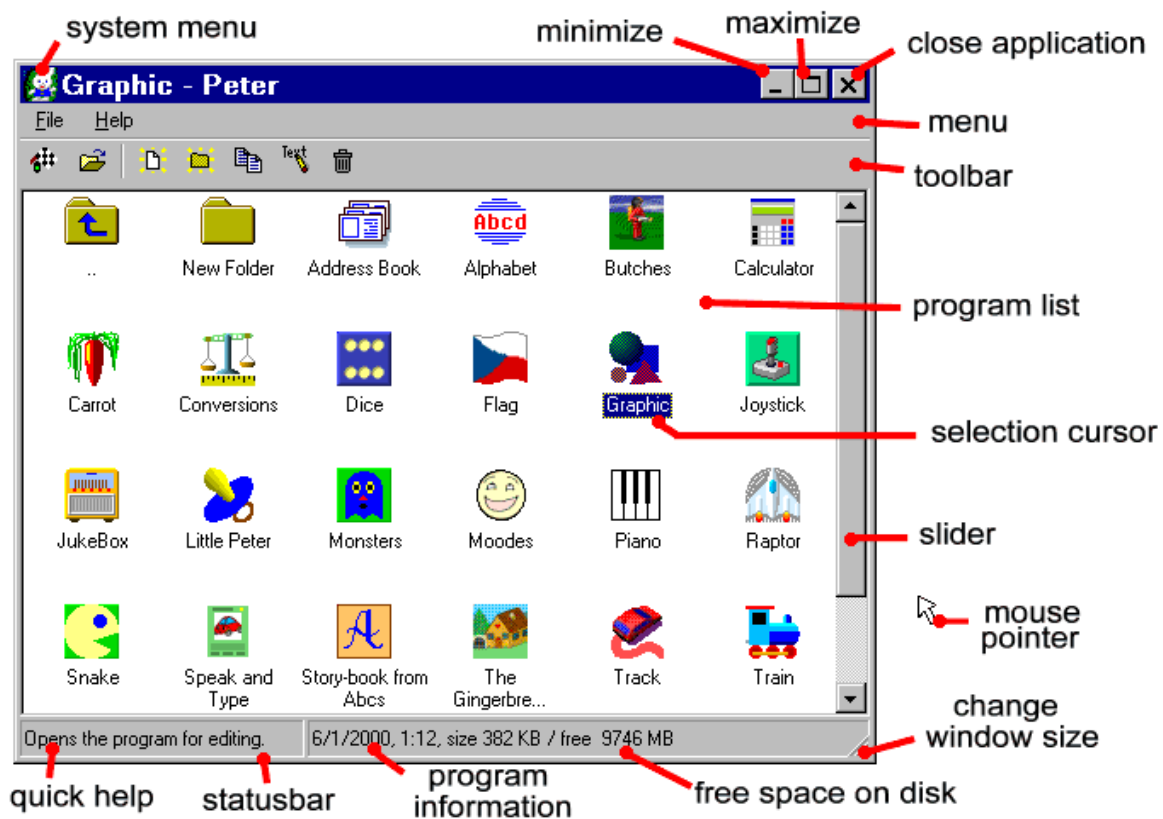 system menu
minimize
maximize
close application
Graphic - Peter
File Help
menu
Text
toolbar
Abcd
.. New Folder Address Book Alphabet Butches Calculator
program list
Carrot Conversions Dice Flag Graphic Joystick
selection cursor
JukeBox Little Peter Monsters Moodes Piano Raptor
slider
mouse
pointer
A
Snake Speak and Story-book from The Track Train
Type Abcs Gingerbre...
change
window size
Opens the program for editing. 6/1/2000, 1:12, size 382 KB / free 9746 MB
quick help
statusbar
program
information
free space on disk